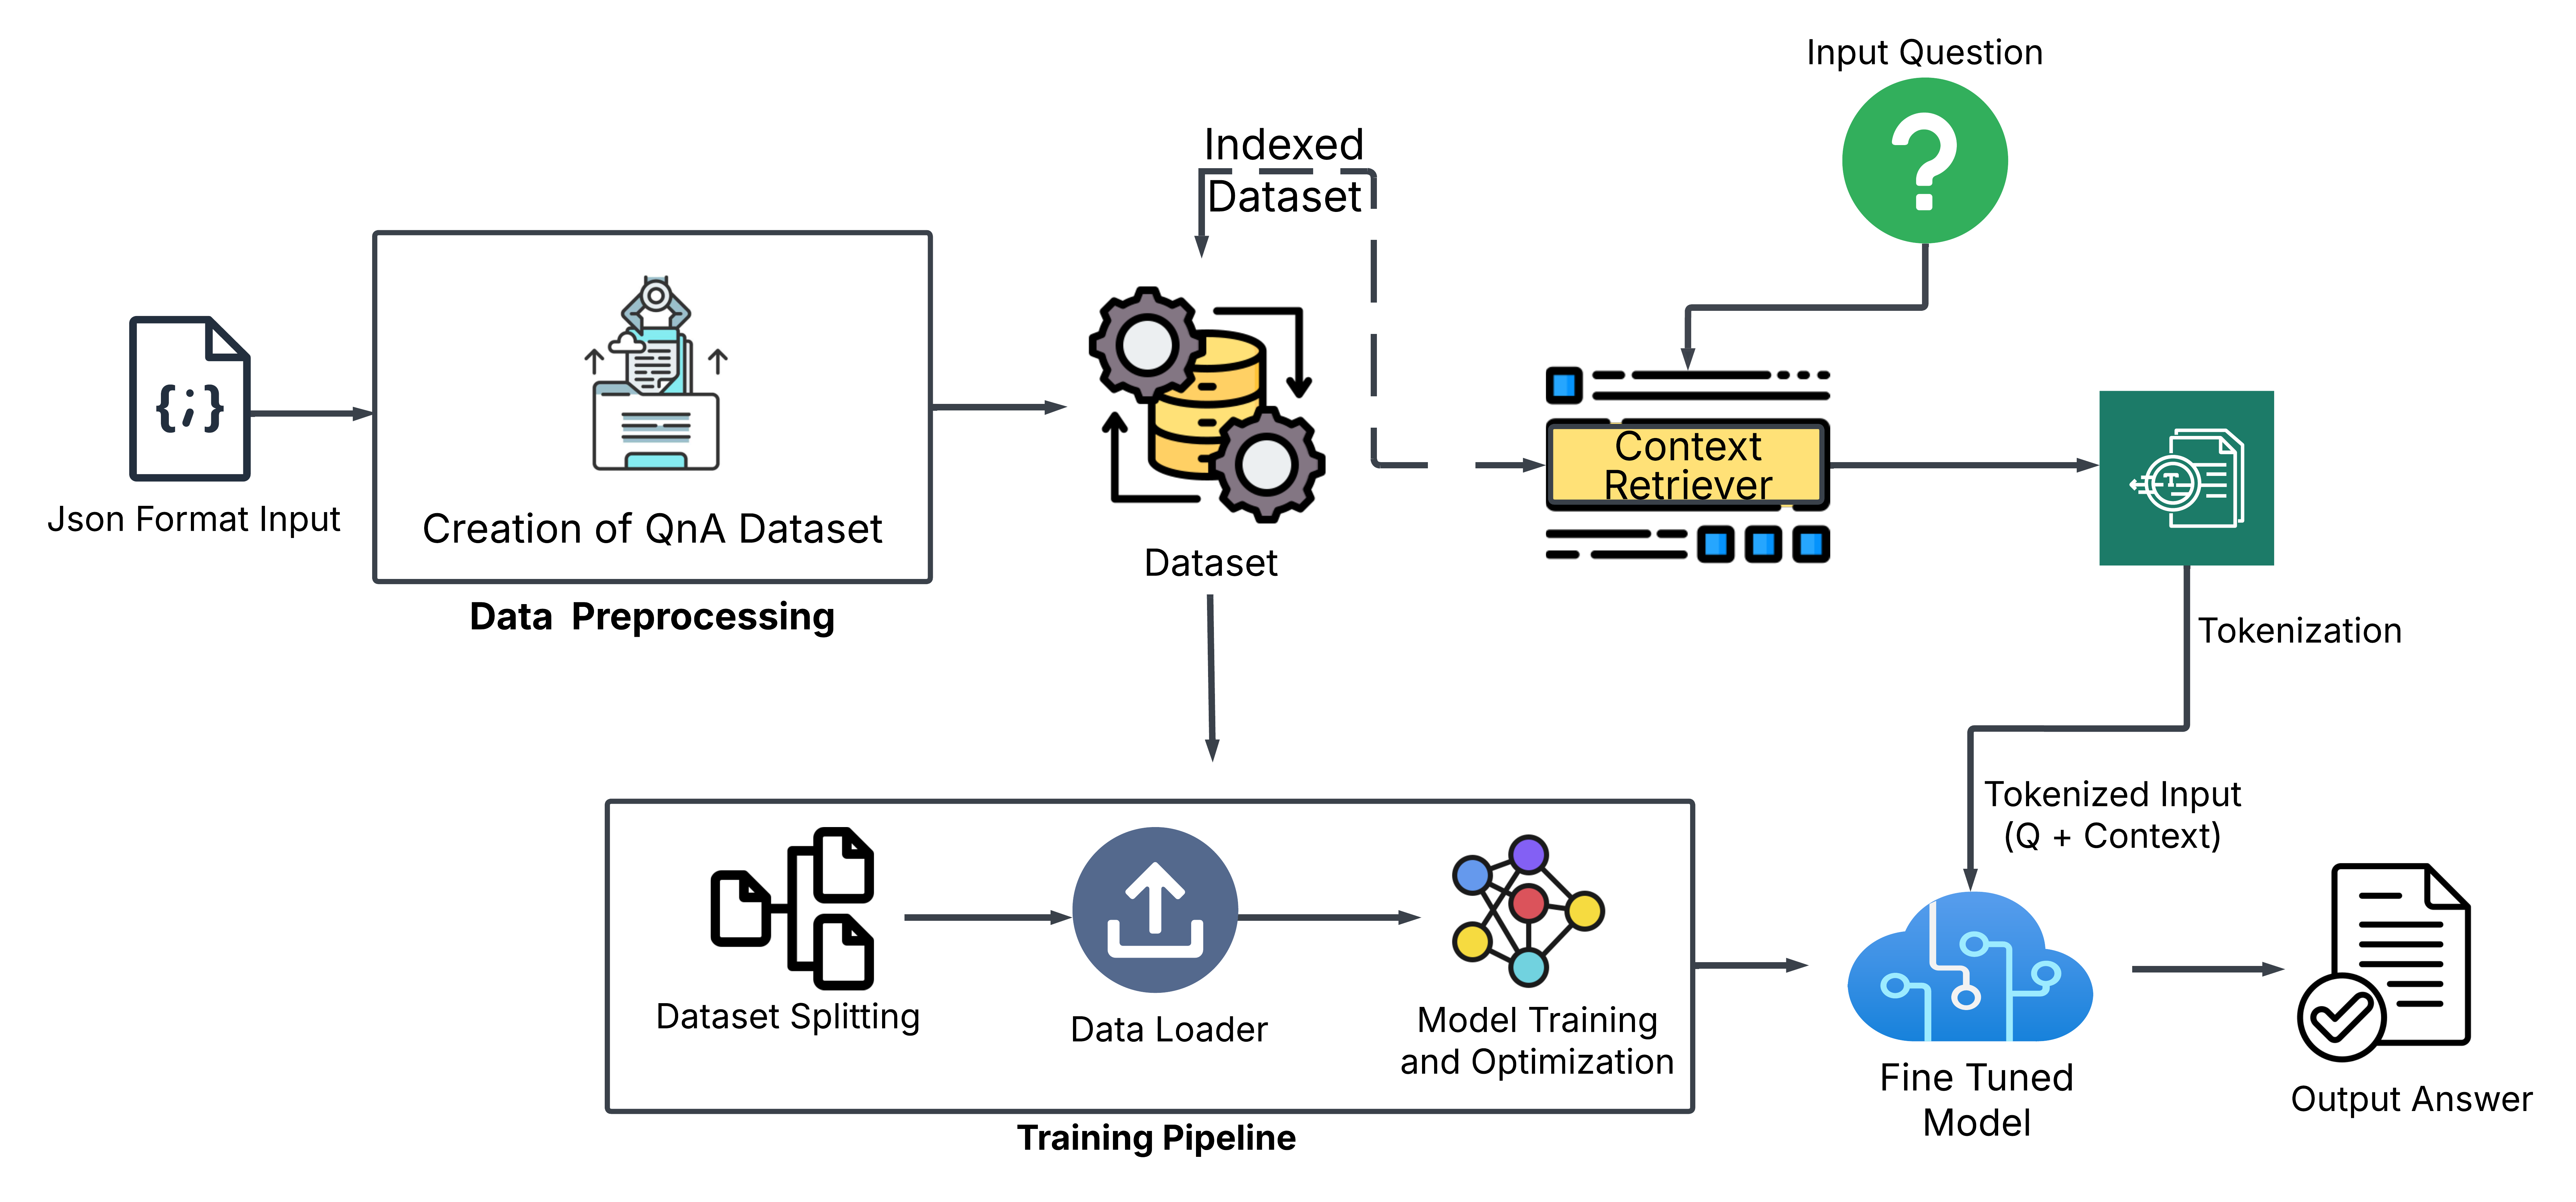 Input Question
Indexed
Dataset
{;}
Json Format Input
Creation of QnA Dataset
Data Preprocessing
Dataset
?
Context
Retriever
T
Tokenization
Tokenized Input
(Q + Context)
Dataset Splitting
Data Loader
Model Training
and Optimization
Training Pipeline
Fine Tuned
Model
Output Answer